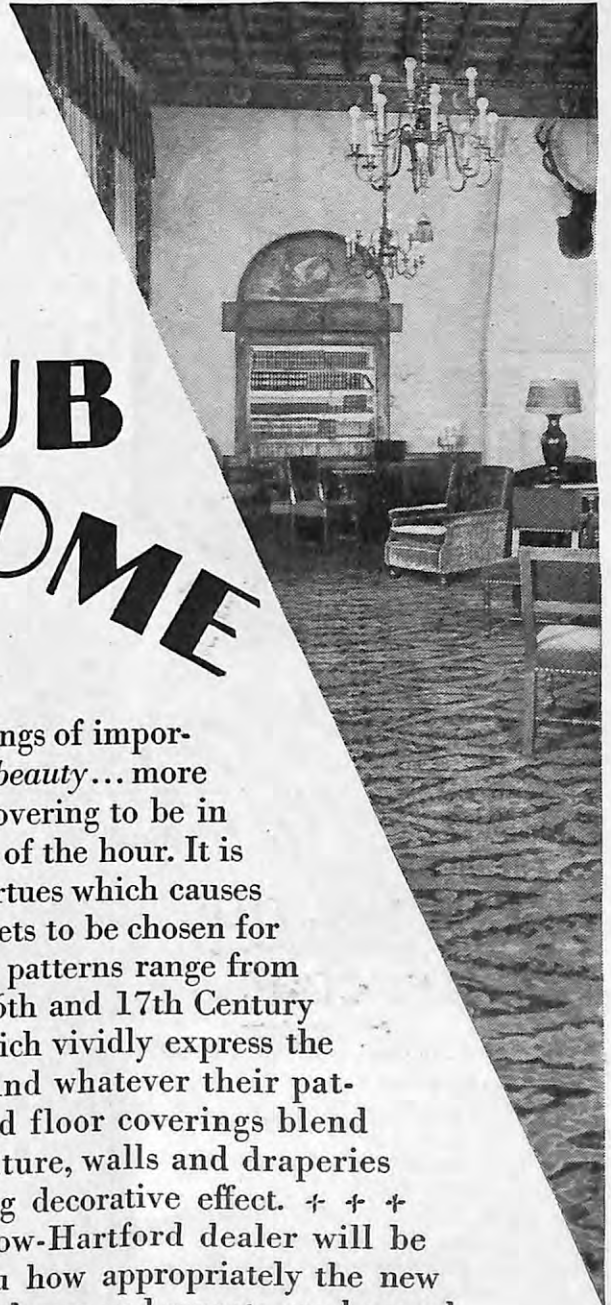 UB
OME
ngs of impor-
beauty... more
overing to be in
of the hour. It is
rtues which causes
ets to be chosen for
patterns range from
6th and 17th Century
ich vividly express the
nd whatever their pat-
d floor coverings blend
ture, walls and draperies
g decorative effect.
ow-Hartford dealer will be
how appropriately the new